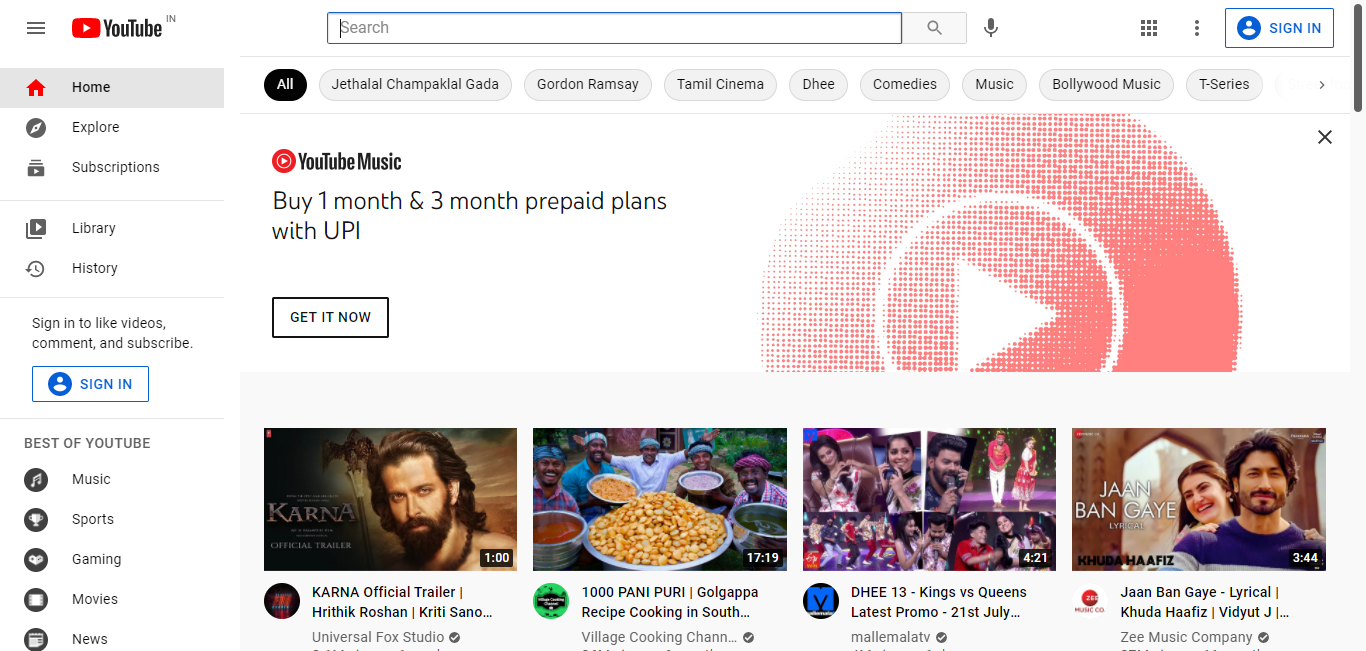 YouTube IN
Search
SIGN IN
Home
Explore
Subscriptions
Library
History
Sign in to like videos,
comment, and subscribe.
SIGN IN
BEST OF YOUTUBE
Music
Sports
Gaming
Movies
News
All Jethalal Champaklal Gada Gordon Ramsay Tamil Cinema Dhee Comedies Music Bollywood Music T-Series
YouTube Music
Buy 1 month & 3 month prepaid plans
with UPI
GET IT NOW
KARNA
OFFICIAL TRAILER
1:00
KARNA Official Trailer |
Hrithik Roshan | Kriti Sano...
Universal Fox Studio
17:19
1000 PANI PURI | Golgappa
Recipe Cooking in South...
Village Cooking Chann...
4:21
DHEE 13 - Kings vs Queens
Latest Promo - 21st July...
mallemalatv
JAAN
BAN GAYE
LYRICAL
KHUDA HAAFIZ
3:44
ZEE
MUSIC CO.
Jaan Ban Gaye - Lyrical |
Khuda Haafiz | Vidyut J |...
Zee Music Company